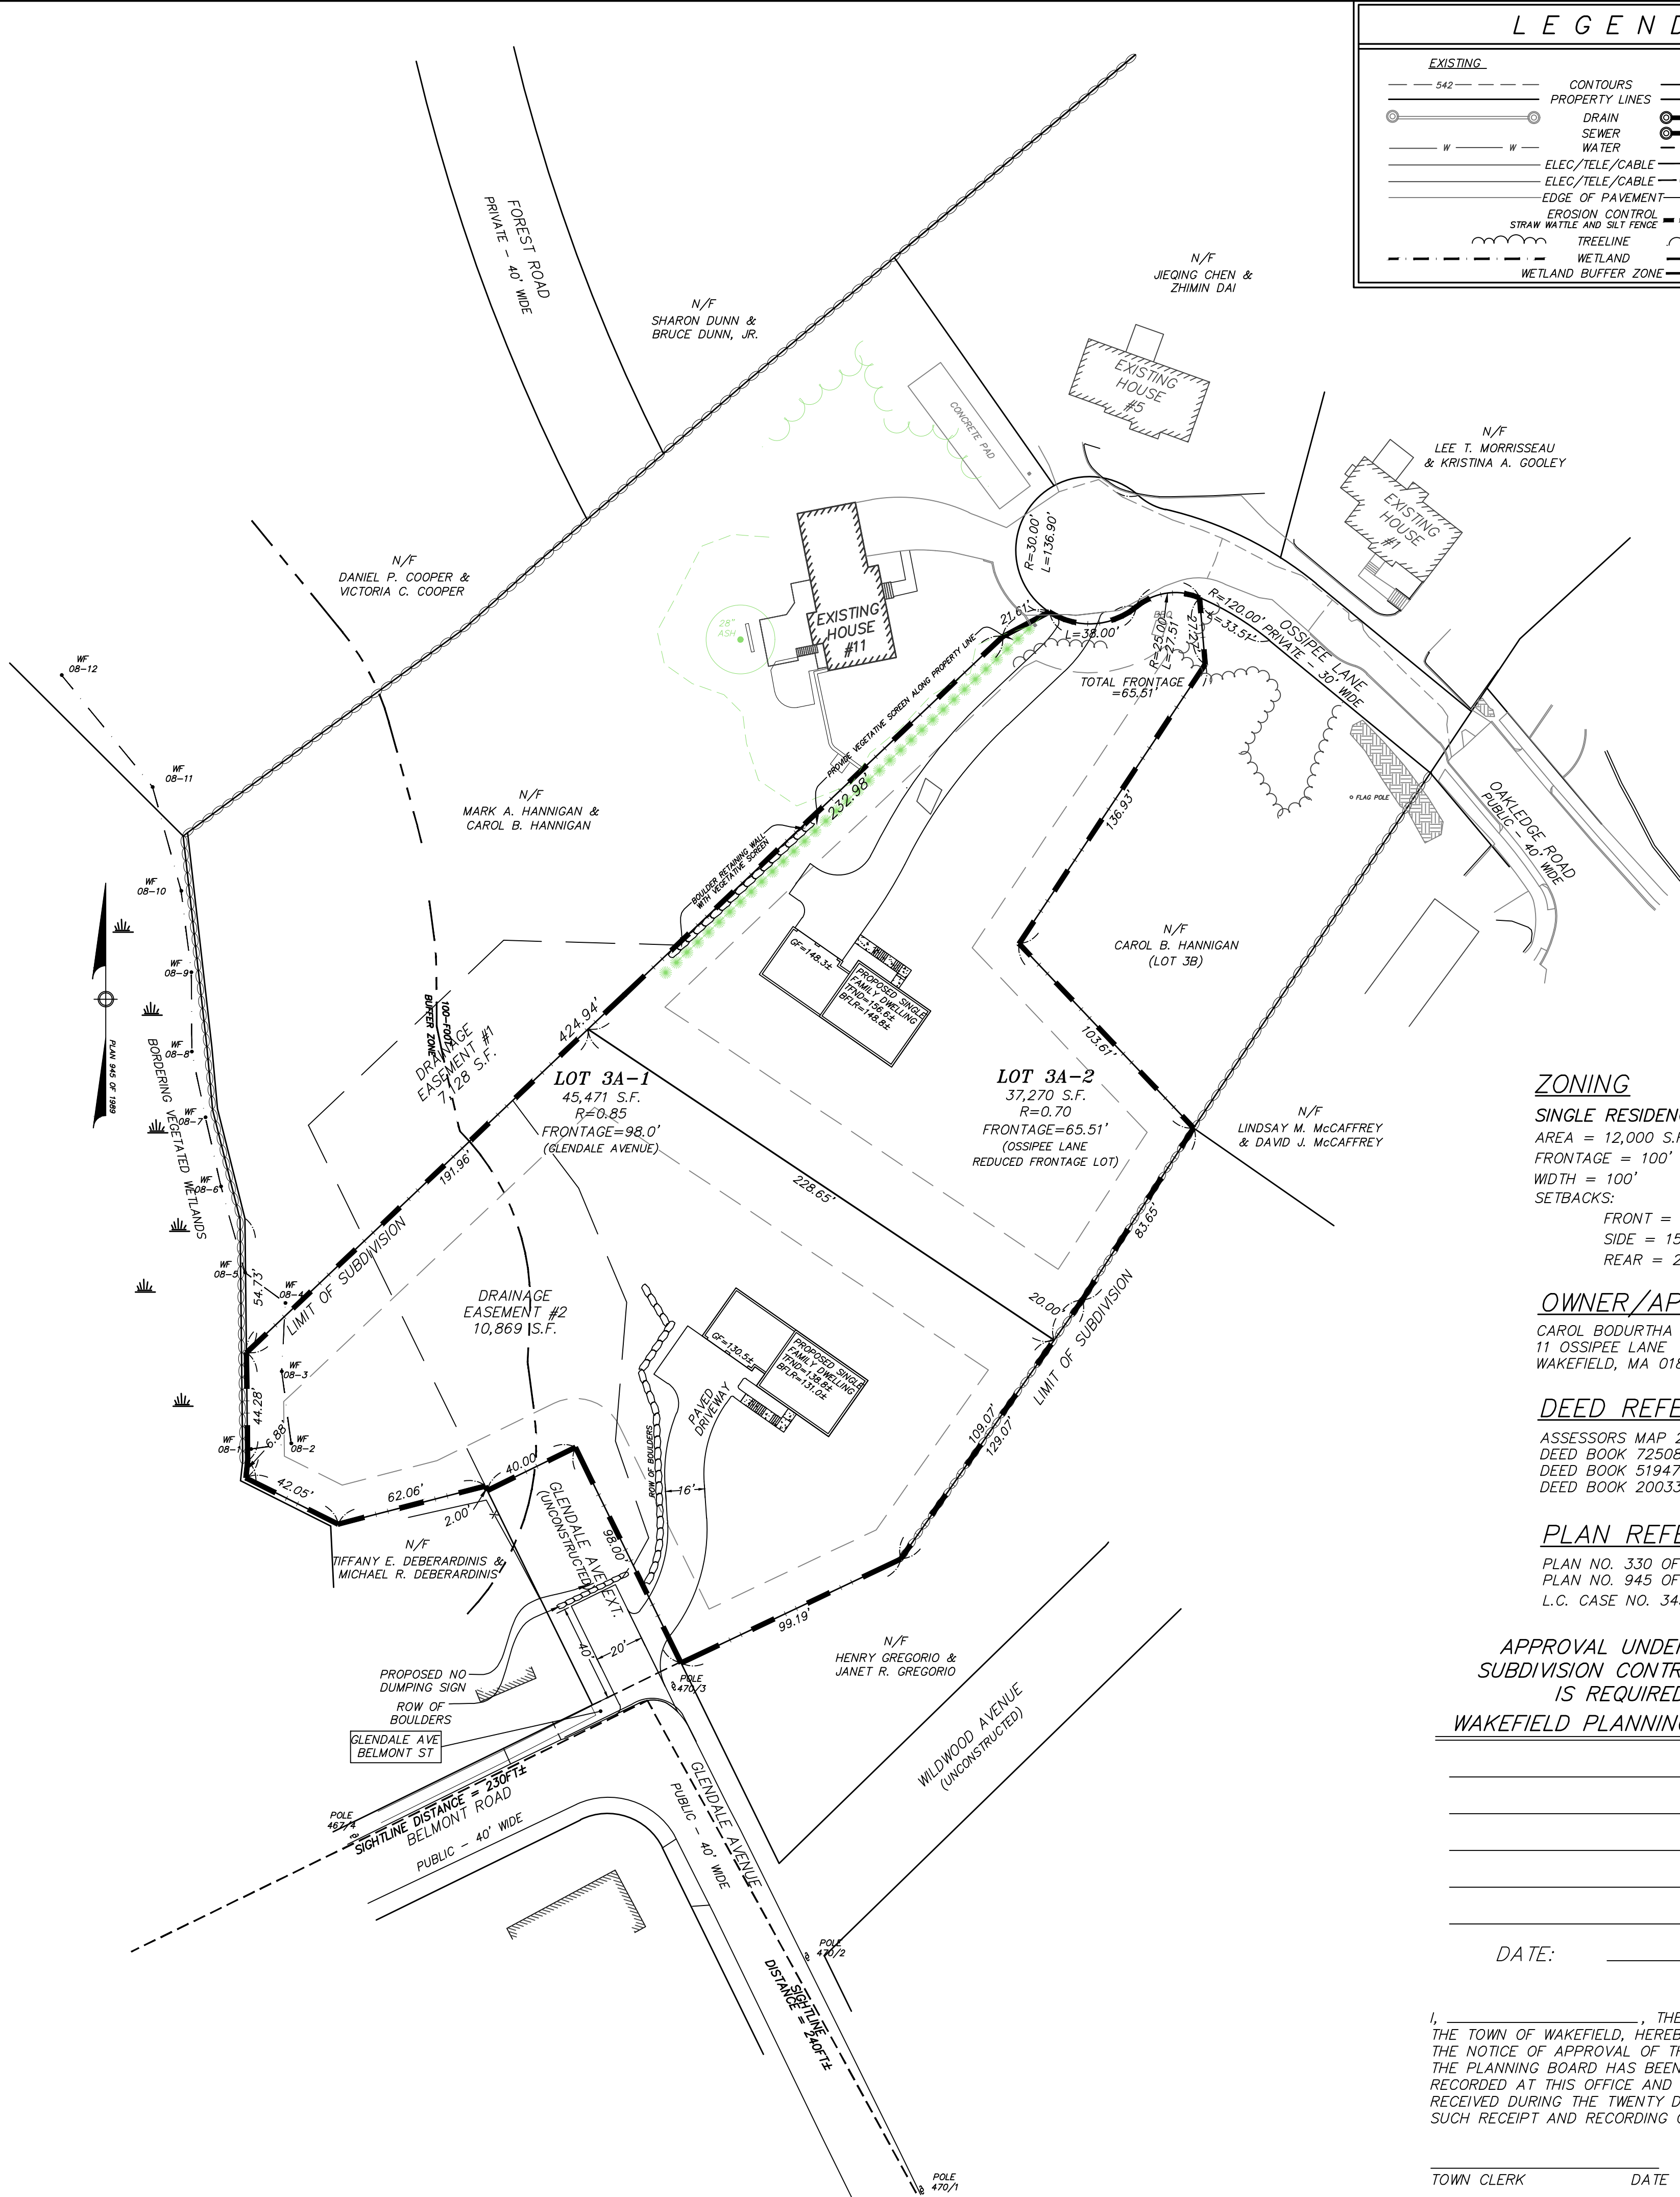 LEGEND
EXISTING
542
CONTOURS
PROPERTY LINES
DRAIN
SEWER
W W WATER
ELEC/TELE/CABLE
ELEC/TELE/CABLE
EDGE OF PAVEMENT
EROSION CONTROL
STRAW WATTLE AND SILT FENCE
TREELINE
WETLAND
WETLAND BUFFER ZONE
FOREST ROAD
PRIVATE - 40' WIDE
N/F
SHARON DUNN &
BRUCE DUNN, JR.
N/F
JIEQING CHEN &
ZHIMIN DAI
EXISTING
HOUSE
#5
CONCRETE PAD
N/F
LEE T. MORRISSEAU
& KRISTINA A. GOOLEY
EXISTING
HOUSE
#1
N/F
DANIEL P. COOPER &
VICTORIA C. COOPER
R=30.00'
L=136.90'
28"
ASH
EXISTING
HOUSE
#11
21.61'
L=38.00'
R=25.00'
L=27.51'
27.27'
R=120.00'
L=33.57'
OSSIPEE LANE
PRIVATE - 30' WIDE
TOTAL FRONTAGE
=65.51'
WF
08-12
WF
08-11
PROVIDE VEGETATIVE SCREEN ALONG PROPERTY LINE
232.98'
136.93'
FLAG POLE
OAKLEDGE ROAD
PUBLIC - 40' WIDE
N/F
MARK A. HANNIGAN &
CAROL B. HANNIGAN
BOULDER RETAINING WALL
WITH VEGETATIVE SCREEN
WF
08-10
WF
08-9
WF
08-8
WF
08-7
WF
08-6
WF
08-5
WF
08-4
WF
08-3
WF
08-2
WF
08-1
PLAN 945 OF 1989
BORDERING VEGETATED WETLANDS
100-FOOT
BUFFER ZONE
DRAINAGE
EASEMENT #1
7,128 S.F.
424.94'
GF=148.3±
PROPOSED SINGLE
FAMILY DWELLING
TFND=156.6±
BFLR=148.8±
N/F
CAROL B. HANNIGAN
(LOT 3B)
103.61'
LOT 3A-1
45,471 S.F.
R=0.85
FRONTAGE=98.0'
(GLENDALE AVENUE)
LOT 3A-2
37,270 S.F.
R=0.70
FRONTAGE=65.51'
(OSSIPEE LANE
REDUCED FRONTAGE LOT)
N/F
LINDSAY M. McCAFFREY
& DAVID J. McCAFFREY
191.96'
228.65'
83.65'
20.00'
LIMIT OF SUBDIVISION
LIMIT OF SUBDIVISION
54.73'
44.28'
6.88'
42.05'
62.06'
2.00'
40.00'
DRAINAGE
EASEMENT #2
10,869 S.F.
GF=130.5±
PROPOSED SINGLE
FAMILY DWELLING
TFND=138.8±
BFLR=131.0±
PAVED
DRIVEWAY
ROW OF BOULDERS
16'
109.07'
129.07'
98.00'
99.19'
GLENDALE AVE EXT.
(UNCONSTRUCTED)
N/F
TIFFANY E. DEBERARDINIS &
MICHAEL R. DEBERARDINIS
40'
20'
PROPOSED NO
DUMPING SIGN
ROW OF
BOULDERS
GLENDALE AVE
BELMONT ST
POLE
470/3
N/F
HENRY GREGORIO &
JANET R. GREGORIO
WILDWOOD AVENUE
(UNCONSTRUCTED)
POLE
467/4
SIGHTLINE DISTANCE = 230FT±
BELMONT ROAD
PUBLIC - 40' WIDE
GLENDALE AVENUE
PUBLIC - 40' WIDE
POLE
470/2
SIGHTLINE
DISTANCE = 240FT±
POLE
470/1
ZONING
SINGLE RESIDEN
AREA = 12,000 S.F
FRONTAGE = 100'
WIDTH = 100'
SETBACKS:
FRONT =
SIDE = 15
REAR = 2
OWNER/AP
CAROL BODURTHA
11 OSSIPEE LANE
WAKEFIELD, MA 018
DEED REFE
ASSESSORS MAP 2
DEED BOOK 72508
DEED BOOK 51947
DEED BOOK 20033
PLAN REFE
PLAN NO. 330 OF
PLAN NO. 945 OF
L.C. CASE NO. 34
APPROVAL UNDER
SUBDIVISION CONTR
IS REQUIRED
WAKEFIELD PLANNING
DATE:
I, , THE
THE TOWN OF WAKEFIELD, HEREB
THE NOTICE OF APPROVAL OF TH
THE PLANNING BOARD HAS BEEN
RECORDED AT THIS OFFICE AND
RECEIVED DURING THE TWENTY D
SUCH RECEIPT AND RECORDING
TOWN CLERK DATE